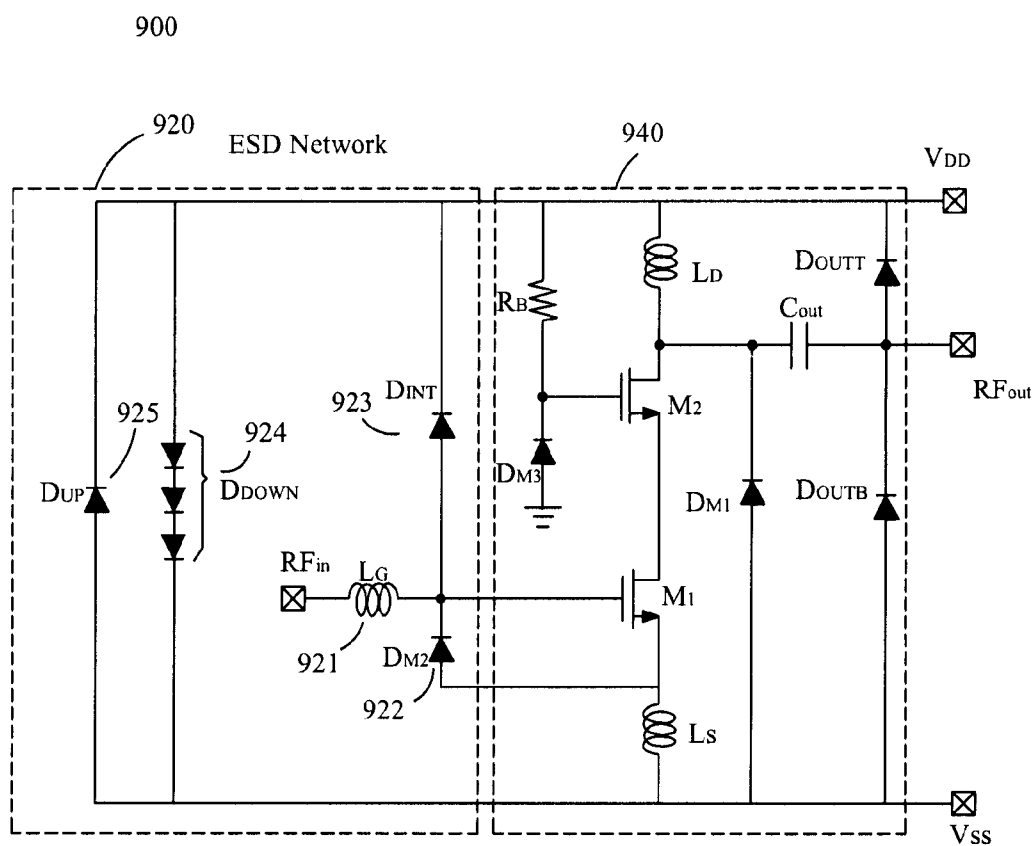 900
920
ESD Network
940
VDD
LD
DOUTT
RB
Cout
DINT
923
M2
RFout
925
924
DUP
DDOWN
DM3
DM1
DOUTB
RFin
LG
M1
921
DM2
922
LS
VSS